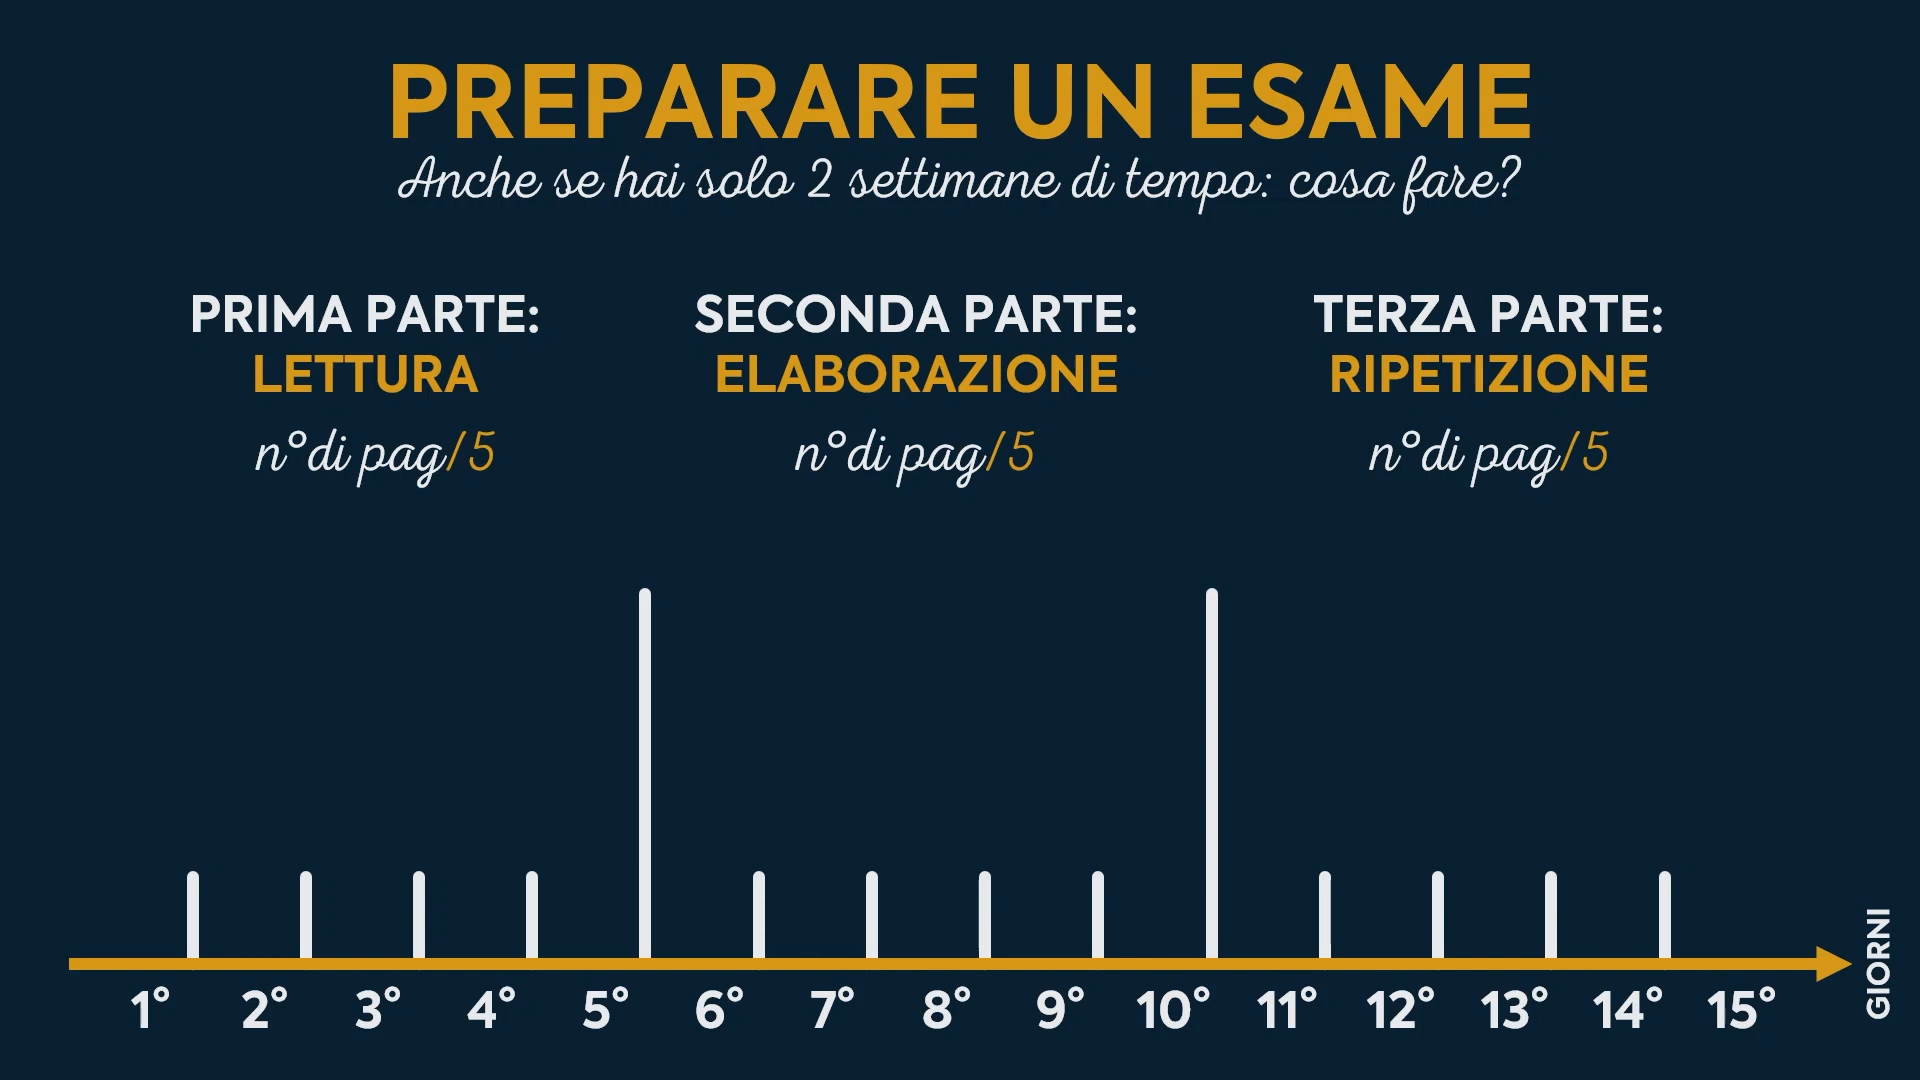 PREPARARE UN ESAME
Anche se hai solo 2 settimane di tempo: cosa fare?
PRIMA PARTE:
LETTURA
n°di pag/5
SECONDA PARTE:
ELABORAZIONE
n°di pag/5
TERZA PARTE:
RIPETIZIONE
n°di pag/5
1° 2° 3° 4° 5° 6° 7° 8° 9° 10° 11° 12° 13° 14° 15°
GIORNI